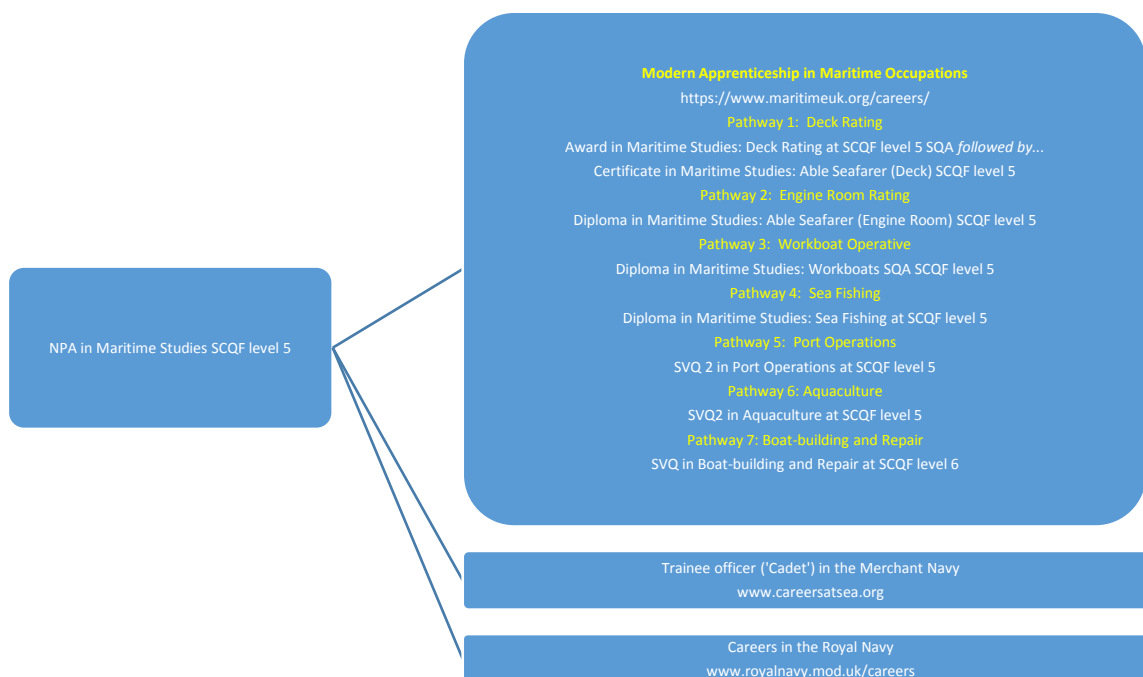 NPA in Maritime Studies SCQF level 5
Modern Apprenticeship in Maritime Occupations
https://www.maritimeuk.org/careers/
Pathway 1:  Deck Rating
Award in Maritime Studies: Deck Rating at SCQF level 5 SQA followed by...
Certificate in Maritime Studies: Able Seafarer (Deck) SCQF level 5
Pathway 2:  Engine Room Rating
Diploma in Maritime Studies: Able Seafarer (Engine Room) SCQF level 5
Pathway 3:  Workboat Operative
Diploma in Maritime Studies: Workboats SQA SCQF level 5
Pathway 4:  Sea Fishing
Diploma in Maritime Studies: Sea Fishing at SCQF level 5
Pathway 5:  Port Operations
SVQ 2 in Port Operations at SCQF level 5
Pathway 6: Aquaculture
SVQ2 in Aquaculture at SCQF level 5
Pathway 7: Boat-building and Repair
SVQ in Boat-building and Repair at SCQF level 6
Trainee officer ('Cadet') in the Merchant Navy
www.careersatsea.org
Careers in the Royal Navy
www.royalnavy.mod.uk/careers